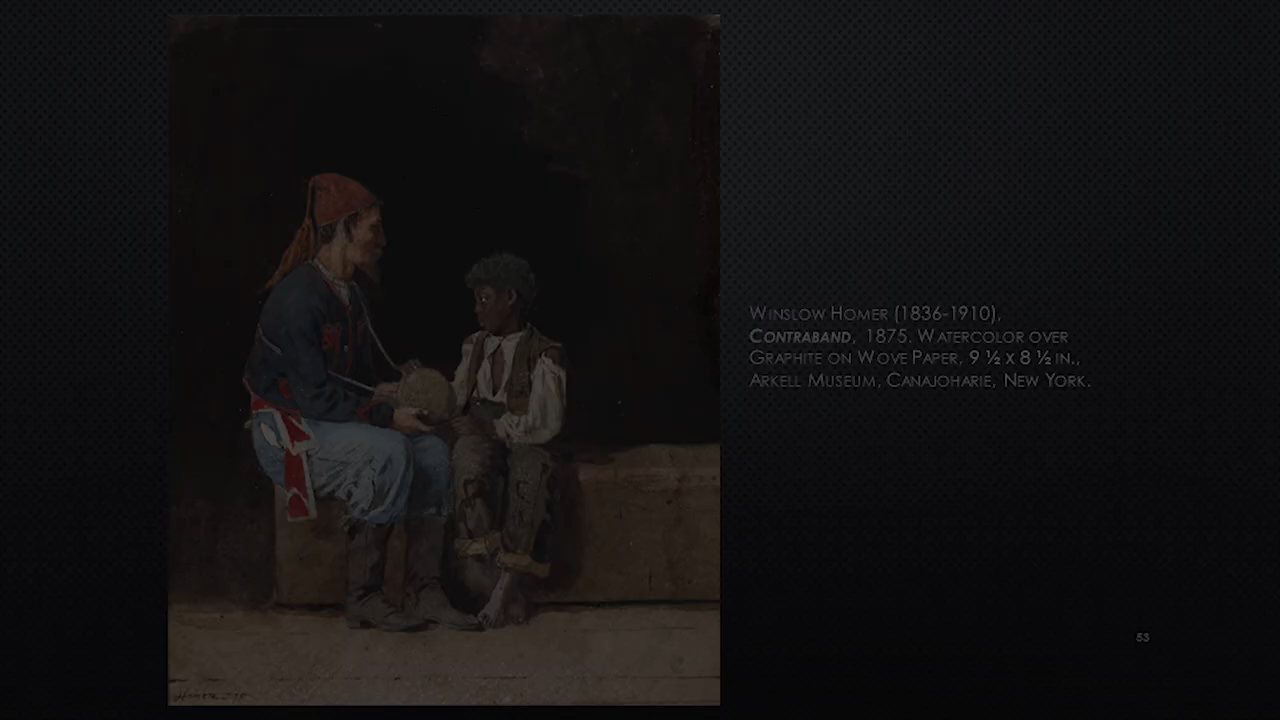 WINSLOW HOMER (1836-1910),
CONTRABAND, 1875. WATERCOLOR OVER
GRAPHITE ON WOVE PAPER, 9 ½ X 8 ½ IN.,
ARKELL MUSEUM, CANAJOHARIE, NEW YORK.
53